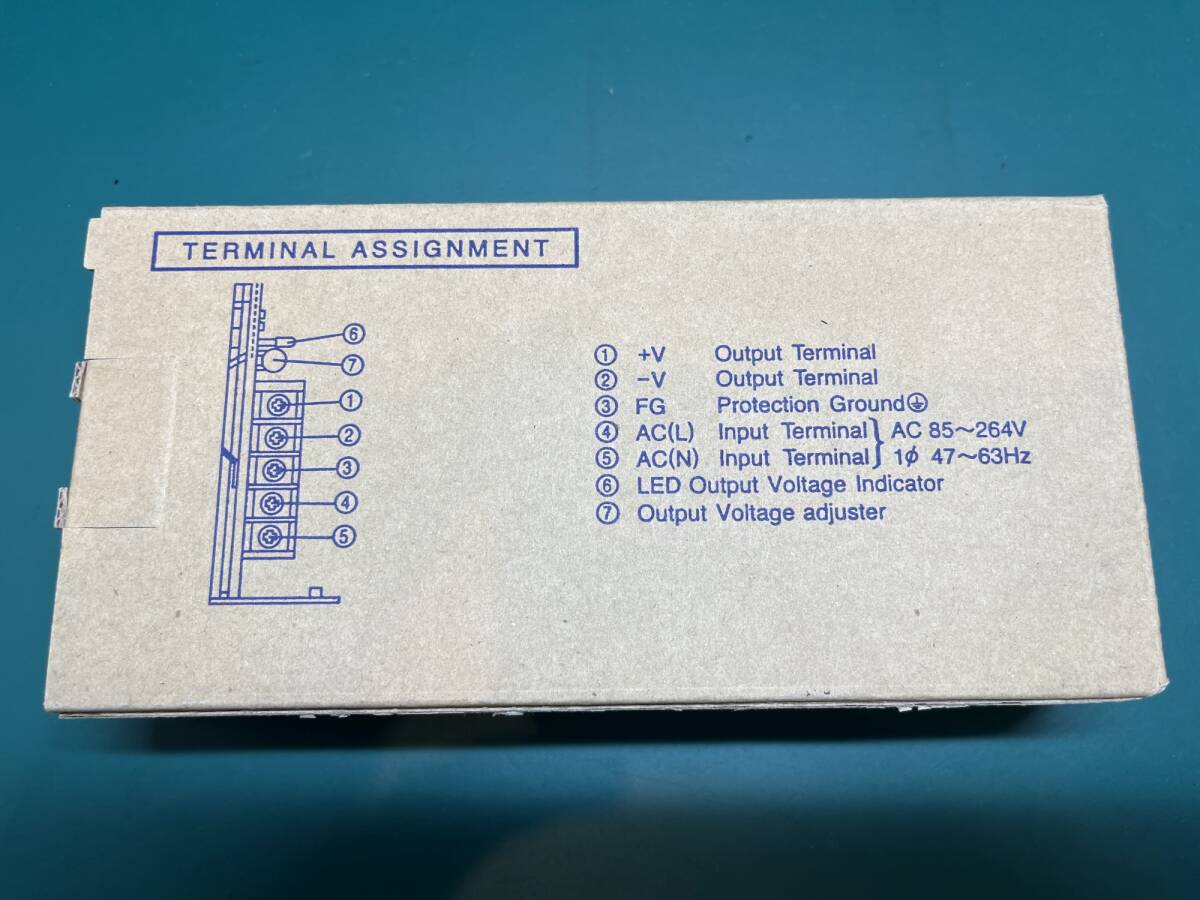 TERMINAL ASSIGNMENT
⑥
⑦
①
②
③
④
⑤
① +V Output Terminal
② −V Output Terminal
③ FG Protection Ground⏚
④ AC(L) Input Terminal } AC 85～264V
⑤ AC(N) Input Terminal } 1φ 47～63Hz
⑥ LED Output Voltage Indicator
⑦ Output Voltage adjuster